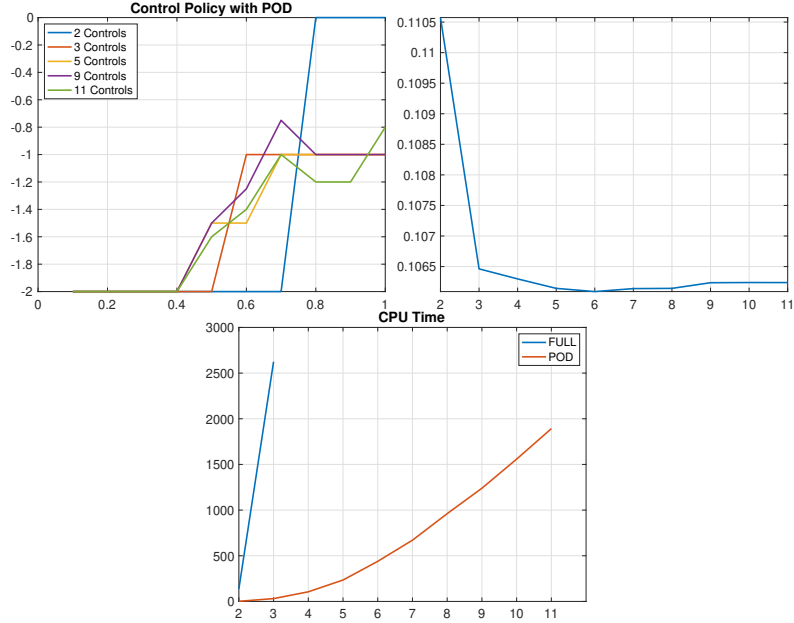 Control Policy with POD
0
-0.2
-0.4
-0.6
-0.8
-1
-1.2
-1.4
-1.6
-1.8
-2
2 Controls
3 Controls
5 Controls
9 Controls
11 Controls
0 0.2 0.4 0.6 0.8 1
0.1105
0.11
0.1095
0.109
0.1085
0.108
0.1075
0.107
0.1065
2 3 4 5 6 7 8 9 10 11
CPU Time
3000
2500
2000
1500
1000
500
0
FULL
POD
2 3 4 5 6 7 8 9 10 11